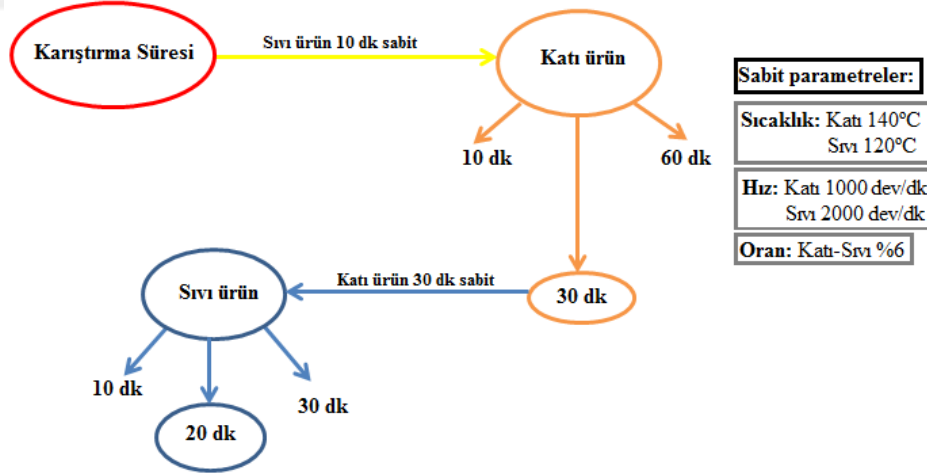 Karıştırma Süresi
Sıvı ürün 10 dk sabit
Katı ürün
10 dk
60 dk
30 dk
Katı ürün 30 dk sabit
Sıvı ürün
10 dk
20 dk
30 dk
Sabit parametreler:
Sıcaklık: Katı 140°C
Sıvı 120°C
Hız: Katı 1000 dev/dk
Sıvı 2000 dev/dk
Oran: Katı-Sıvı %6